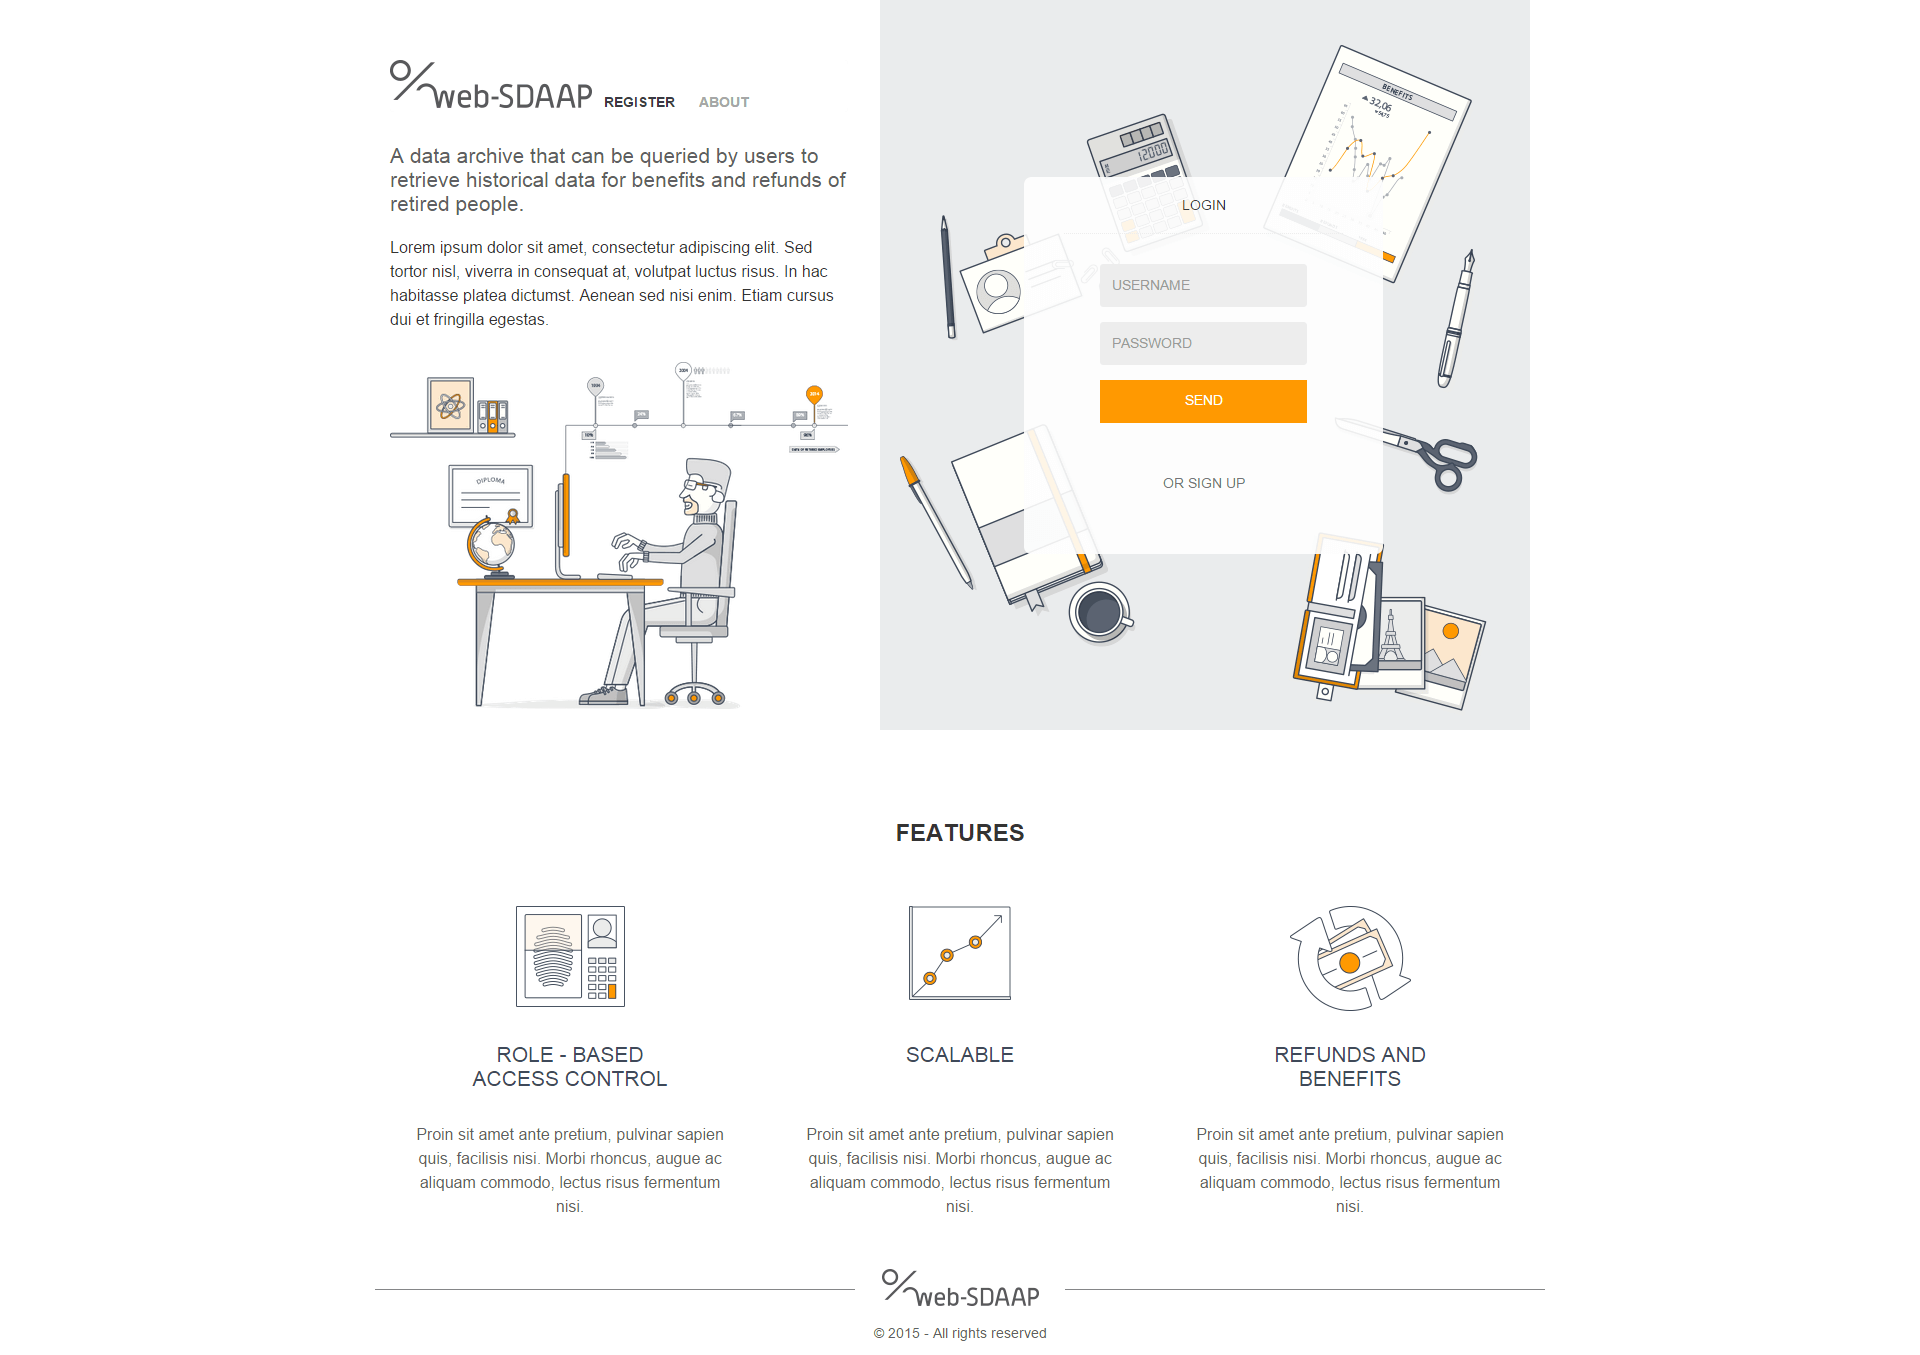 web-SDAAP
REGISTER
ABOUT
A data archive that can be queried by users to
retrieve historical data for benefits and refunds of
retired people.
Lorem ipsum dolor sit amet, consectetur adipiscing elit. Sed
tortor nisl, viverra in consequat at, volutpat luctus risus. In hac
habitasse platea dictumst. Aenean sed nisi enim. Etiam cursus
dui et fringilla egestas.
DIPLOMA
BENEFITS
32,06
12000
LOGIN
USERNAME
PASSWORD
SEND
OR SIGN UP
FEATURES
ROLE - BASED
ACCESS CONTROL
Proin sit amet ante pretium, pulvinar sapien
quis, facilisis nisi. Morbi rhoncus, augue ac
aliquam commodo, lectus risus fermentum
nisi.
SCALABLE
Proin sit amet ante pretium, pulvinar sapien
quis, facilisis nisi. Morbi rhoncus, augue ac
aliquam commodo, lectus risus fermentum
nisi.
REFUNDS AND
BENEFITS
Proin sit amet ante pretium, pulvinar sapien
quis, facilisis nisi. Morbi rhoncus, augue ac
aliquam commodo, lectus risus fermentum
nisi.
web-SDAAP
© 2015 - All rights reserved